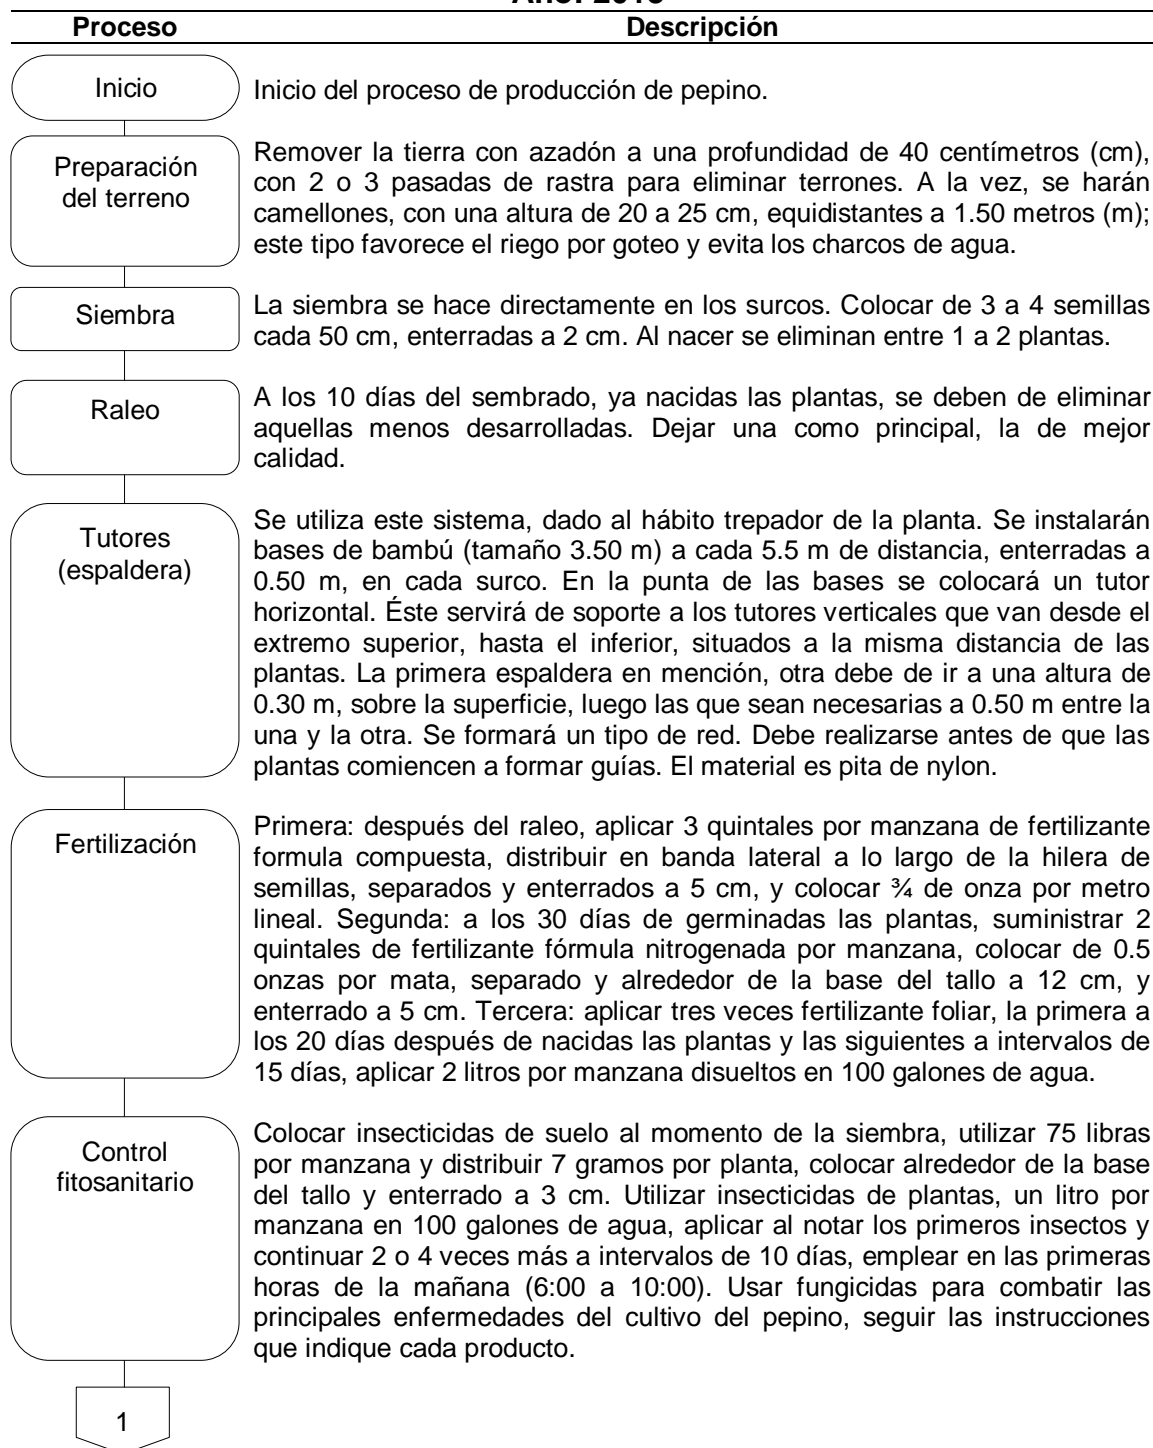 Año: 2018
Proceso
Descripción
Inicio
Inicio del proceso de producción de pepino.
Preparación
del terreno
Remover la tierra con azadón a una profundidad de 40 centímetros (cm),
con 2 o 3 pasadas de rastra para eliminar terrones. A la vez, se harán
camellones, con una altura de 20 a 25 cm, equidistantes a 1.50 metros (m);
este tipo favorece el riego por goteo y evita los charcos de agua.
Siembra
La siembra se hace directamente en los surcos. Colocar de 3 a 4 semillas
cada 50 cm, enterradas a 2 cm. Al nacer se eliminan entre 1 a 2 plantas.
Raleo
A los 10 días del sembrado, ya nacidas las plantas, se deben de eliminar
aquellas menos desarrolladas. Dejar una como principal, la de mejor
calidad.
Tutores
(espaldera)
Se utiliza este sistema, dado al hábito trepador de la planta. Se instalarán
bases de bambú (tamaño 3.50 m) a cada 5.5 m de distancia, enterradas a
0.50 m, en cada surco. En la punta de las bases se colocará un tutor
horizontal. Éste servirá de soporte a los tutores verticales que van desde el
extremo superior, hasta el inferior, situados a la misma distancia de las
plantas. La primera espaldera en mención, otra debe de ir a una altura de
0.30 m, sobre la superficie, luego las que sean necesarias a 0.50 m entre la
una y la otra. Se formará un tipo de red. Debe realizarse antes de que las
plantas comiencen a formar guías. El material es pita de nylon.
Fertilización
Primera: después del raleo, aplicar 3 quintales por manzana de fertilizante
formula compuesta, distribuir en banda lateral a lo largo de la hilera de
semillas, separados y enterrados a 5 cm, y colocar ¾ de onza por metro
lineal. Segunda: a los 30 días de germinadas las plantas, suministrar 2
quintales de fertilizante fórmula nitrogenada por manzana, colocar de 0.5
onzas por mata, separado y alrededor de la base del tallo a 12 cm, y
enterrado a 5 cm. Tercera: aplicar tres veces fertilizante foliar, la primera a
los 20 días después de nacidas las plantas y las siguientes a intervalos de
15 días, aplicar 2 litros por manzana disueltos en 100 galones de agua.
Control
fitosanitario
Colocar insecticidas de suelo al momento de la siembra, utilizar 75 libras
por manzana y distribuir 7 gramos por planta, colocar alrededor de la base
del tallo y enterrado a 3 cm. Utilizar insecticidas de plantas, un litro por
manzana en 100 galones de agua, aplicar al notar los primeros insectos y
continuar 2 o 4 veces más a intervalos de 10 días, emplear en las primeras
horas de la mañana (6:00 a 10:00). Usar fungicidas para combatir las
principales enfermedades del cultivo del pepino, seguir las instrucciones
que indique cada producto.
1